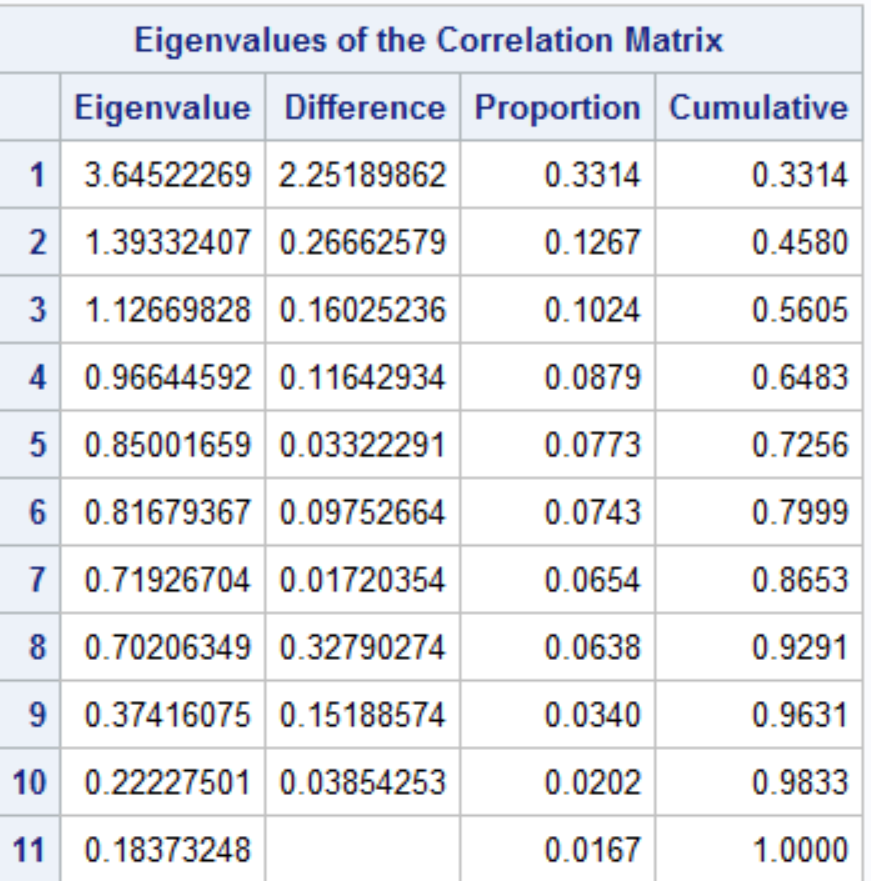 Eigenvalues of the Correlation Matrix
Eigenvalue Difference Proportion Cumulative
1 3.64522269 2.25189862 0.3314 0.3314
2 1.39332407 0.26662579 0.1267 0.4580
3 1.12669828 0.16025236 0.1024 0.5605
4 0.96644592 0.11642934 0.0879 0.6483
5 0.85001659 0.03322291 0.0773 0.7256
6 0.81679367 0.09752664 0.0743 0.7999
7 0.71926704 0.01720354 0.0654 0.8653
8 0.70206349 0.32790274 0.0638 0.9291
9 0.37416075 0.15188574 0.0340 0.9631
10 0.22227501 0.03854253 0.0202 0.9833
11 0.18373248 0.0167 1.0000